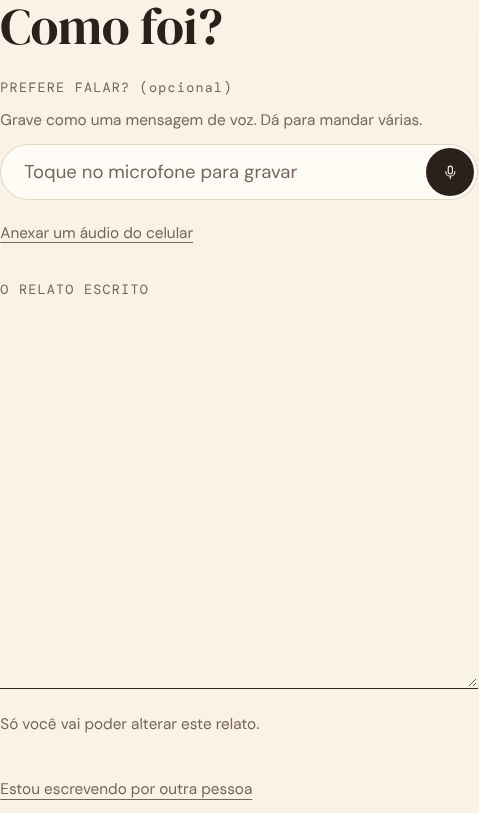 Como foi?
PREFERE FALAR? (opcional)
Grave como uma mensagem de voz. Dá para mandar várias.
Toque no microfone para gravar
Anexar um áudio do celular
O RELATO ESCRITO
Só você vai poder alterar este relato.
Estou escrevendo por outra pessoa